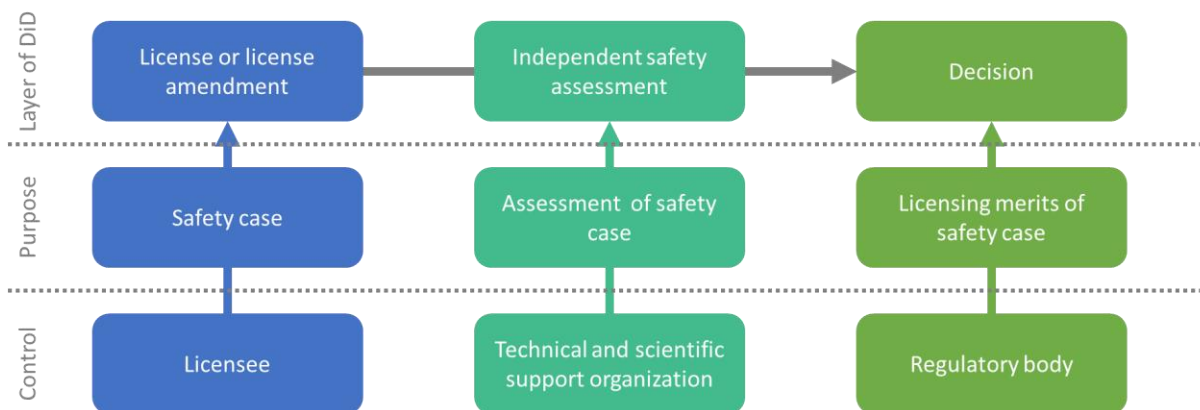 Layer of DiD
License or license
amendment
Independent safety
assessment
Decision
Purpose
Safety case
Assessment of safety
case
Licensing merits of
safety case
Control
Licensee
Technical and scientific
support organization
Regulatory body